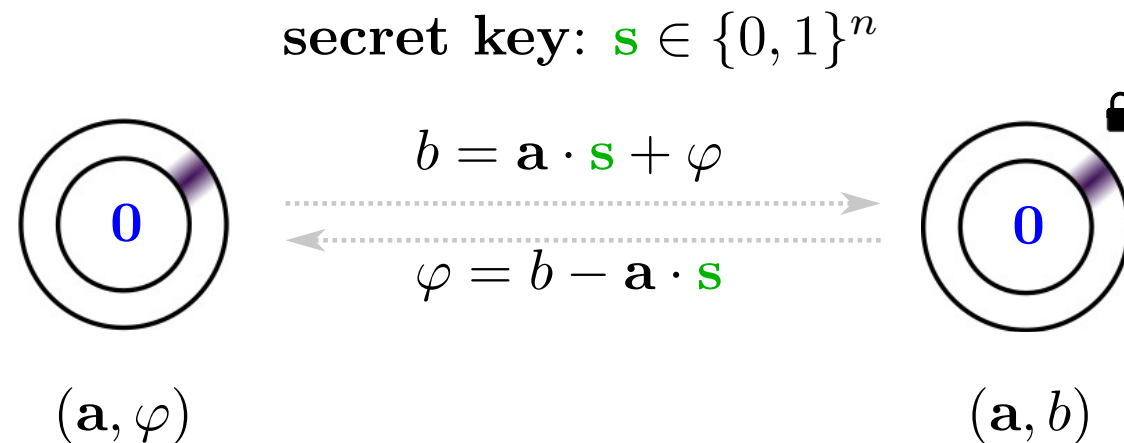 secret key: s ∈ {0, 1}ⁿ
b = a · s + φ
0
0
φ = b − a · s
(a, φ)
(a, b)